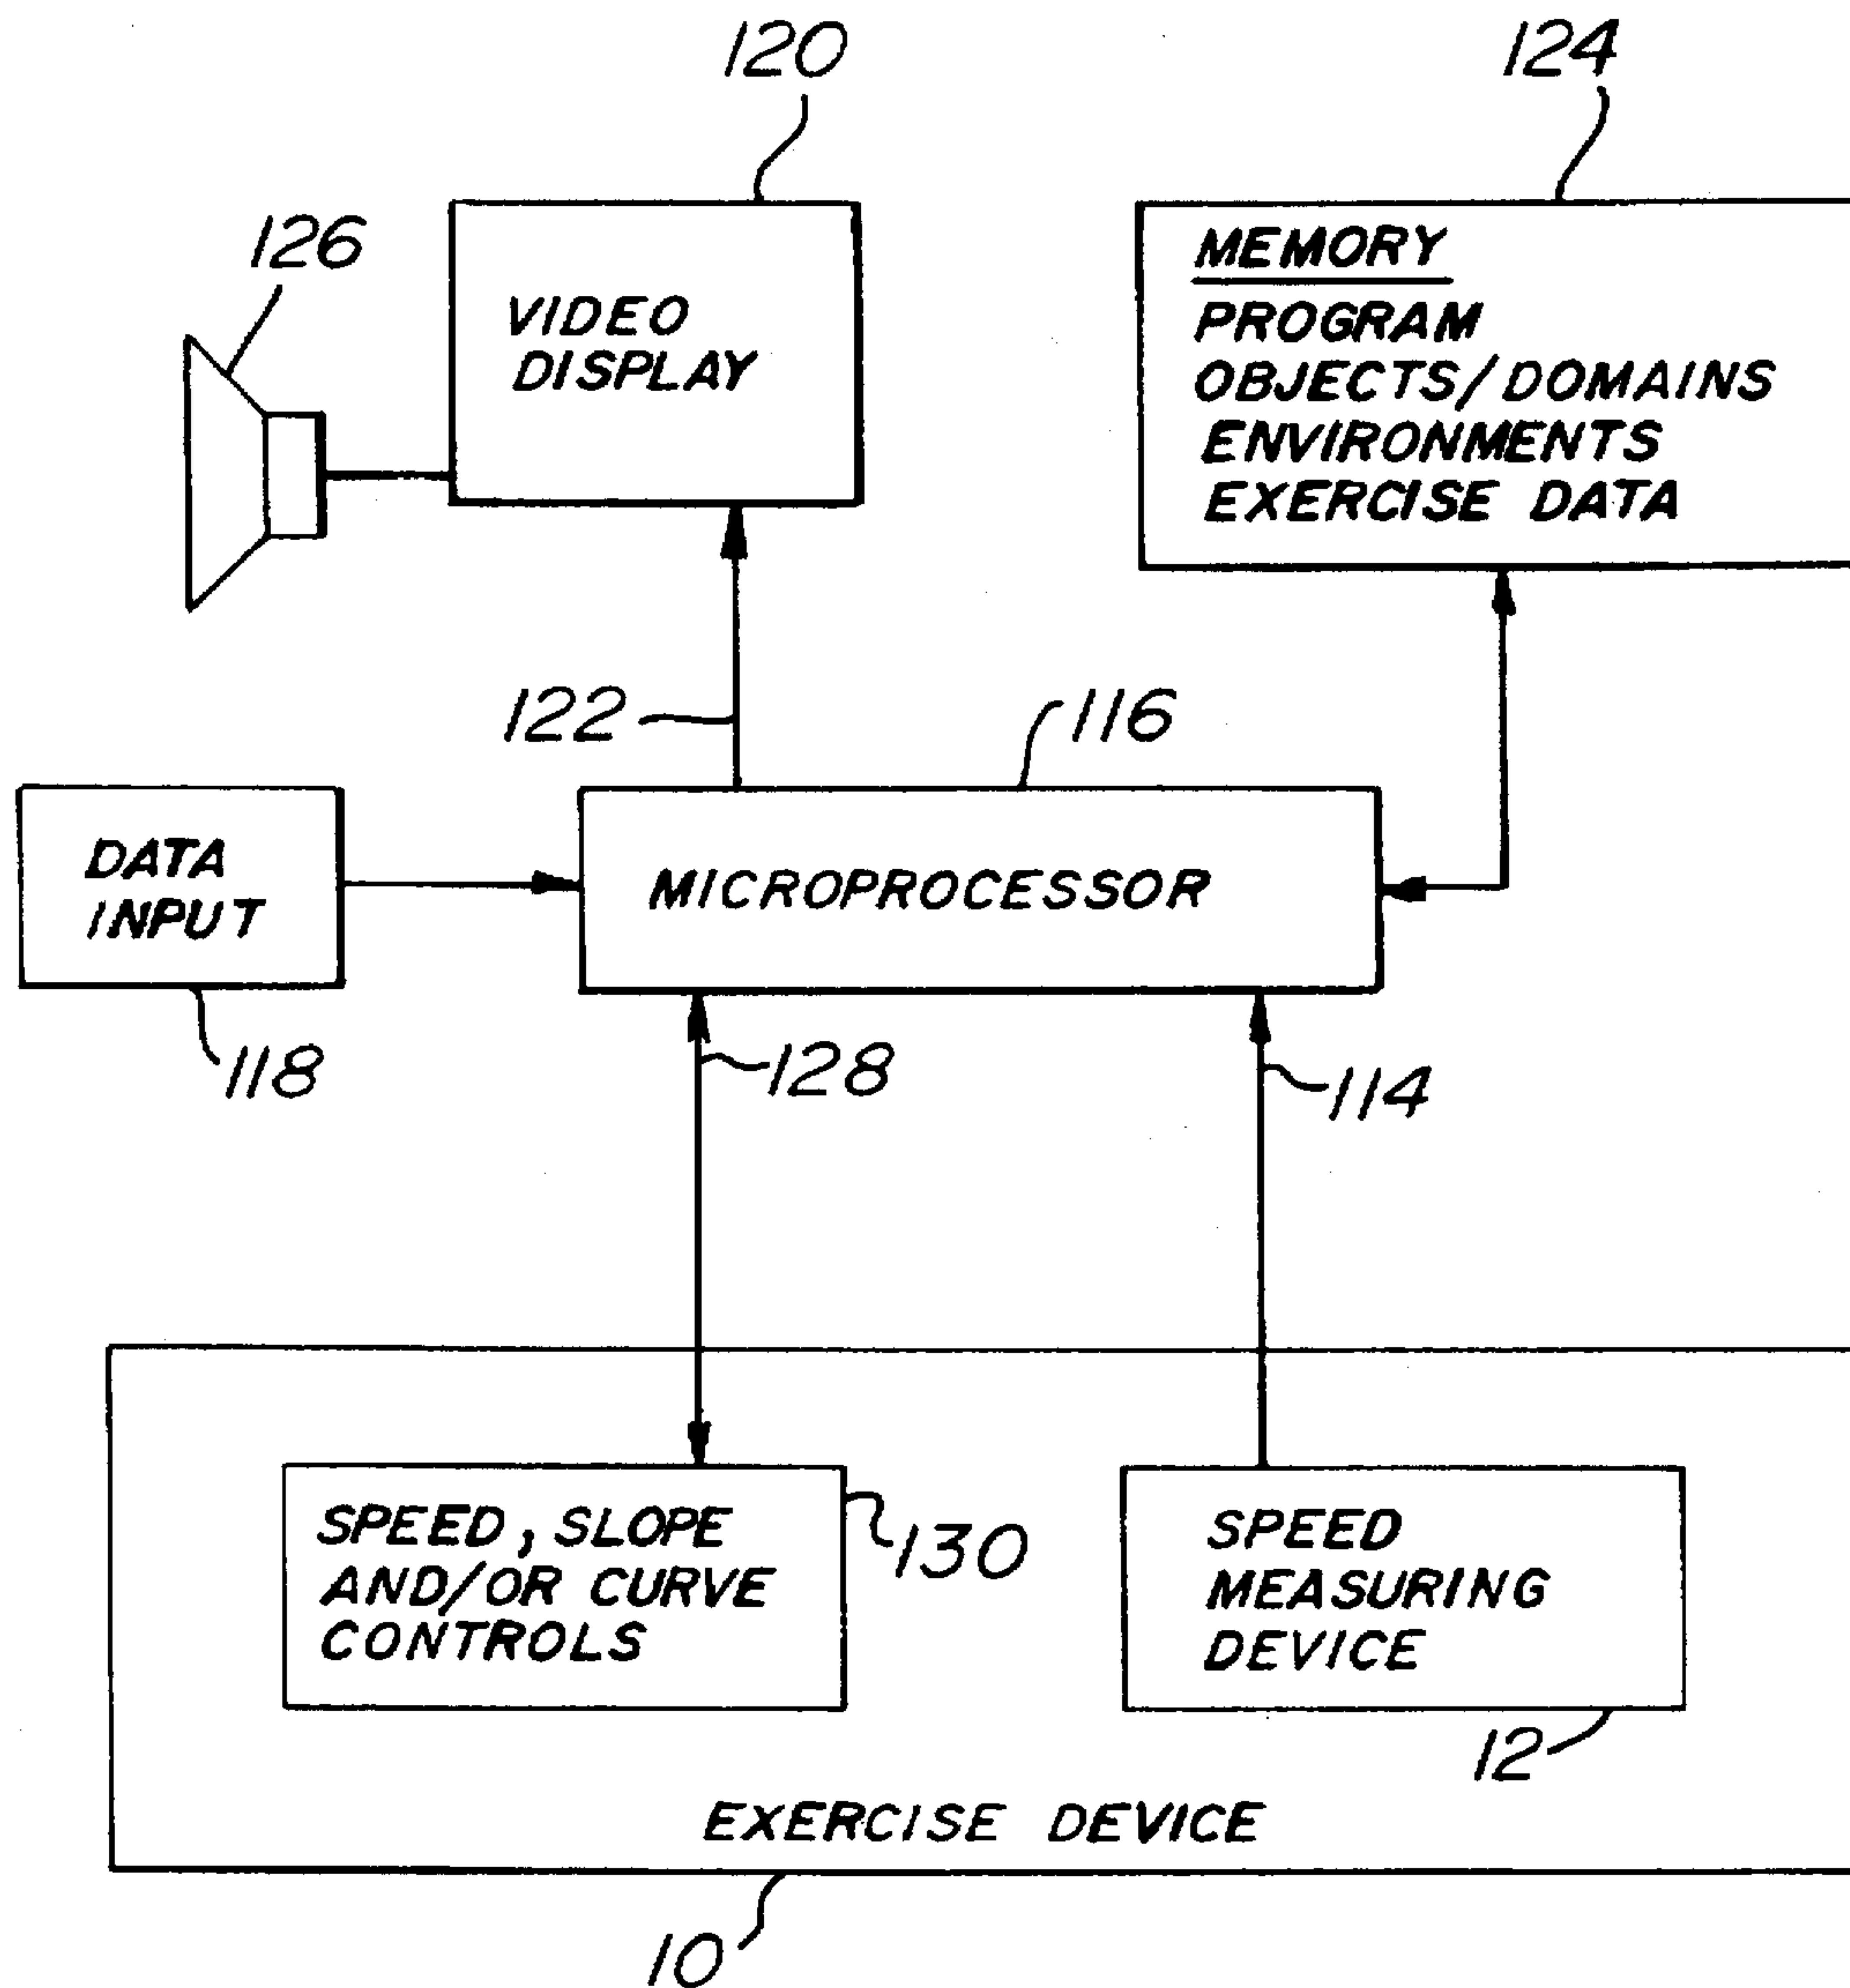 120
124
126
VIDEO
DISPLAY
MEMORY
PROGRAM
OBJECTS/DOMAINS
ENVIRONMENTS
EXERCISE DATA
122
116
DATA
INPUT
MICROPROCESSOR
118
128
114
SPEED, SLOPE
AND/OR CURVE
CONTROLS
130
SPEED
MEASURING
DEVICE
12
EXERCISE DEVICE
10